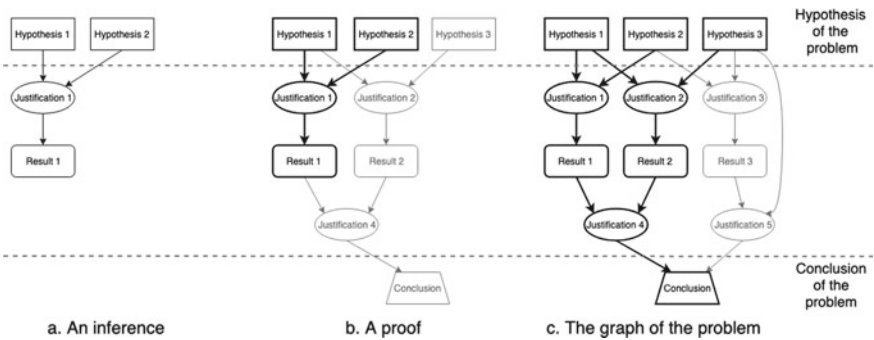 Hypothesis 1
Hypothesis 2
Justification 1
Result 1
a. An inference
Hypothesis 1
Hypothesis 2
Hypothesis 3
Justification 1
Justification 2
Result 1
Result 2
Justification 4
Conclusion
b. A proof
Hypothesis 1
Hypothesis 2
Hypothesis 3
Justification 1
Justification 2
Justification 3
Result 1
Result 2
Result 3
Justification 4
Justification 5
Conclusion
c. The graph of the problem
Hypothesis
of the
problem
Conclusion
of the
problem